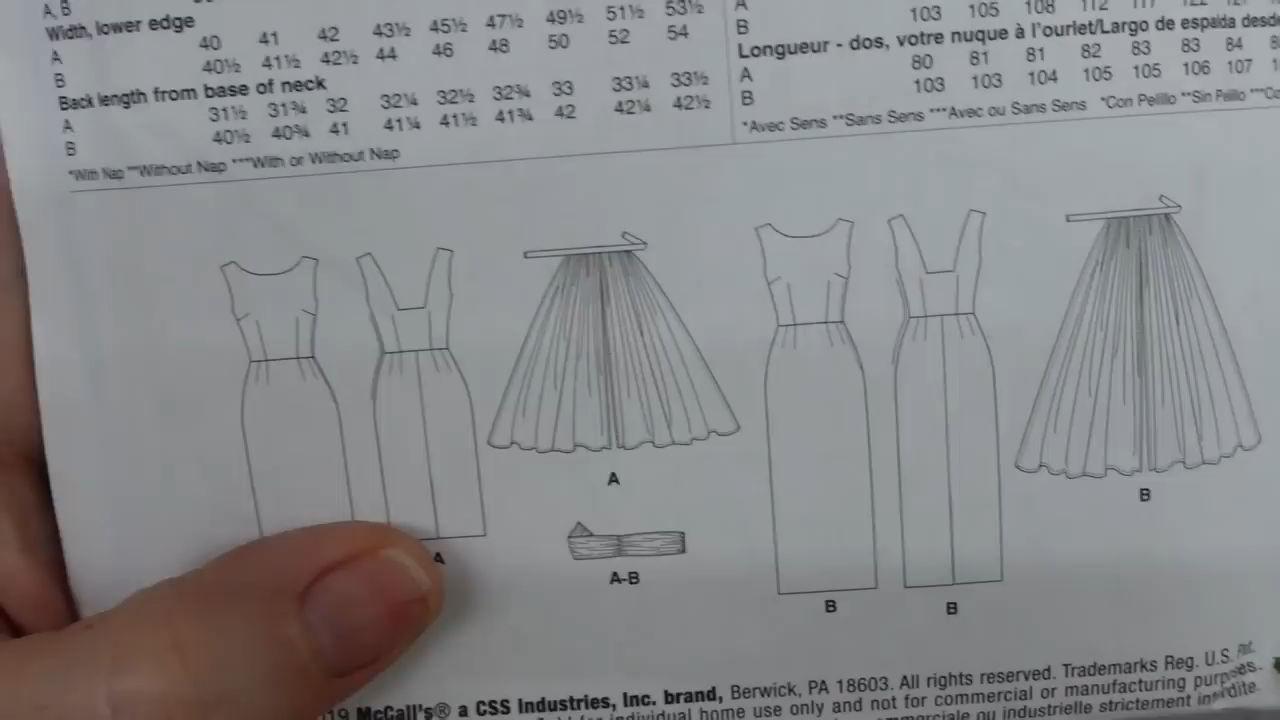 A, B
Width, lower edge
A 40 41 42 43½ 45½ 47½ 49½ 51½ 53½
B 40½ 41½ 42½ 44 46 48 50 52 54
Back length from base of neck
A 31½ 31¾ 32 32¼ 32½ 32¾ 33 33¼ 33½
B 40½ 40¾ 41 41¼ 41½ 41¾ 42 42¼ 42½
*With Nap **Without Nap ***With or Without Nap
A
B 103 105 108 112
Longueur - dos, votre nuque à l'ourlet/Largo de espalda desde
A 80 81 81 82 83 83 84
B 103 103 104 105 105 106 107
*Avec Sens **Sans Sens ***Avec ou Sans Sens *Con Pelillo **Sin Pelillo
A
A
A-B
B
B
B
McCall's® a CSS Industries, Inc. brand, Berwick, PA 18603. All rights reserved. Trademarks Reg. U.S. Pat.
individual home use only and not for commercial or manufacturing purposes.
ou industrielle strictement interdite.